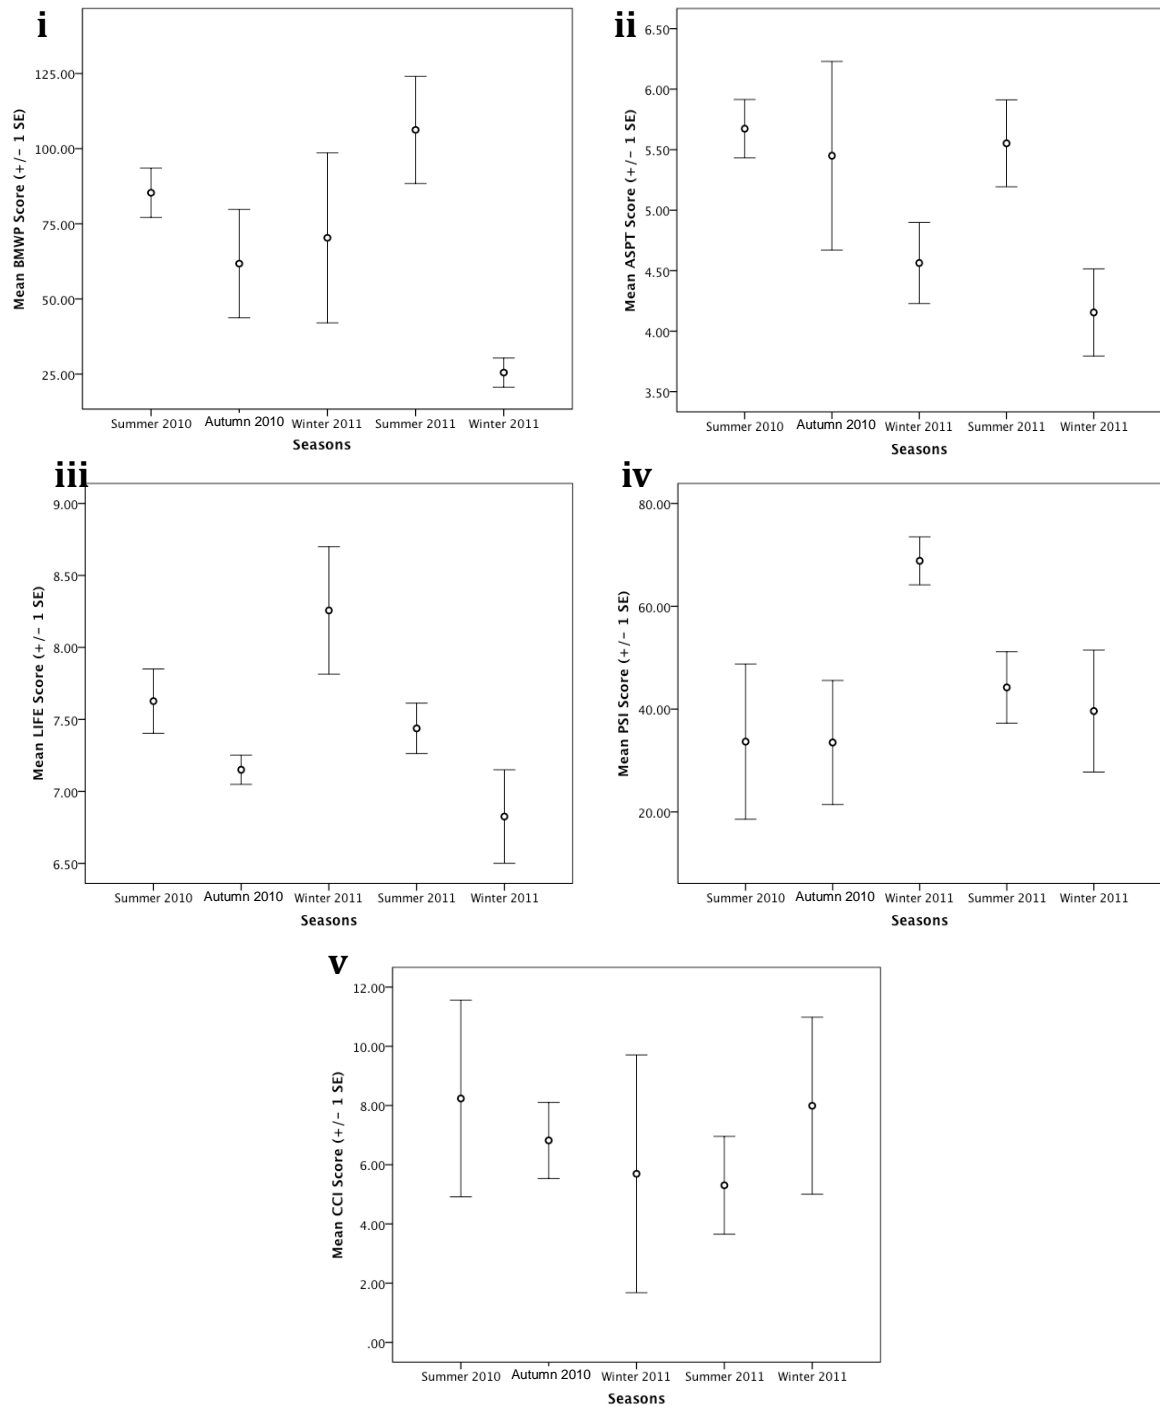 i
Mean BMWP Score (+/- 1 SE)
125.00
100.00
75.00
50.00
25.00
Summer 2010 Autumn 2010 Winter 2011 Summer 2011 Winter 2011
Seasons
ii
Mean ASPT Score (+/- 1 SE)
6.50
6.00
5.50
5.00
4.50
4.00
3.50
Summer 2010 Autumn 2010 Winter 2011 Summer 2011 Winter 2011
Seasons
iii
Mean LIFE Score (+/- 1 SE)
9.00
8.50
8.00
7.50
7.00
6.50
Summer 2010 Autumn 2010 Winter 2011 Summer 2011 Winter 2011
Seasons
iv
Mean PSI Score (+/- 1 SE)
80.00
60.00
40.00
20.00
Summer 2010 Autumn 2010 Winter 2011 Summer 2011 Winter 2011
Seasons
v
Mean CCI Score (+/- 1 SE)
12.00
10.00
8.00
6.00
4.00
2.00
.00
Summer 2010 Autumn 2010 Winter 2011 Summer 2011 Winter 2011
Seasons